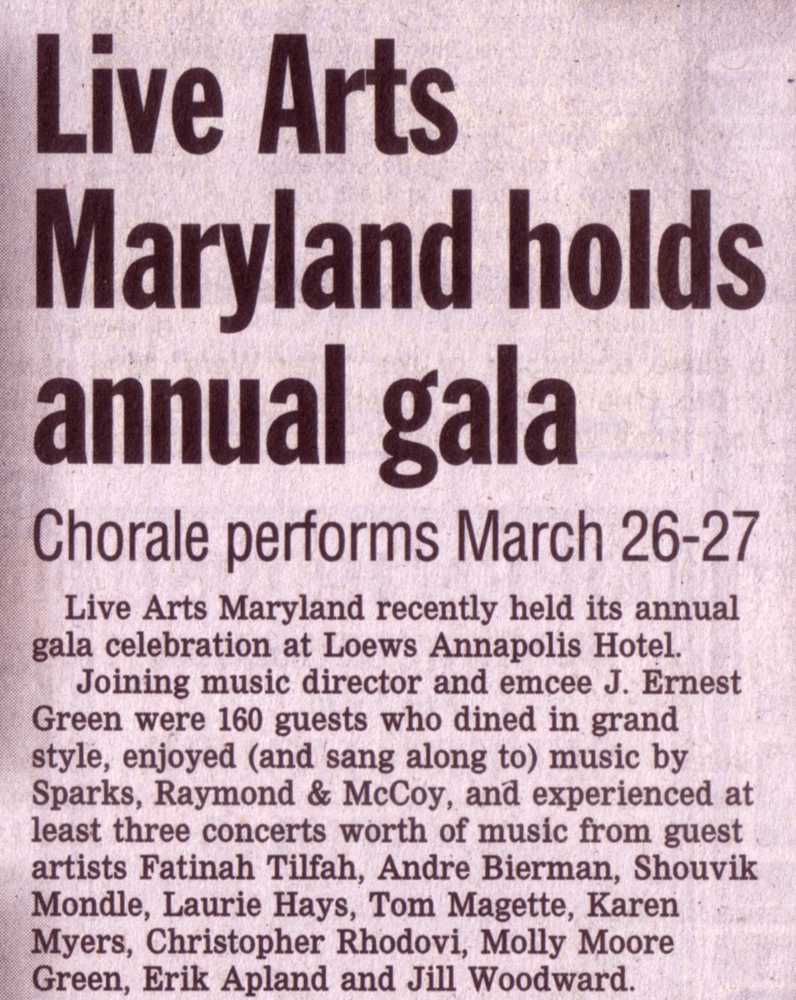 Live Arts
Maryland holds
annual gala
Chorale performs March 26-27
Live Arts Maryland recently held its annual
gala celebration at Loews Annapolis Hotel.
Joining music director and emcee J. Ernest
Green were 160 guests who dined in grand
style, enjoyed (and sang along to) music by
Sparks, Raymond & McCoy, and experienced at
least three concerts worth of music from guest
artists Fatinah Tilfah, Andre Bierman, Shouvik
Mondle, Laurie Hays, Tom Magette, Karen
Myers, Christopher Rhodovi, Molly Moore
Green, Erik Apland and Jill Woodward.